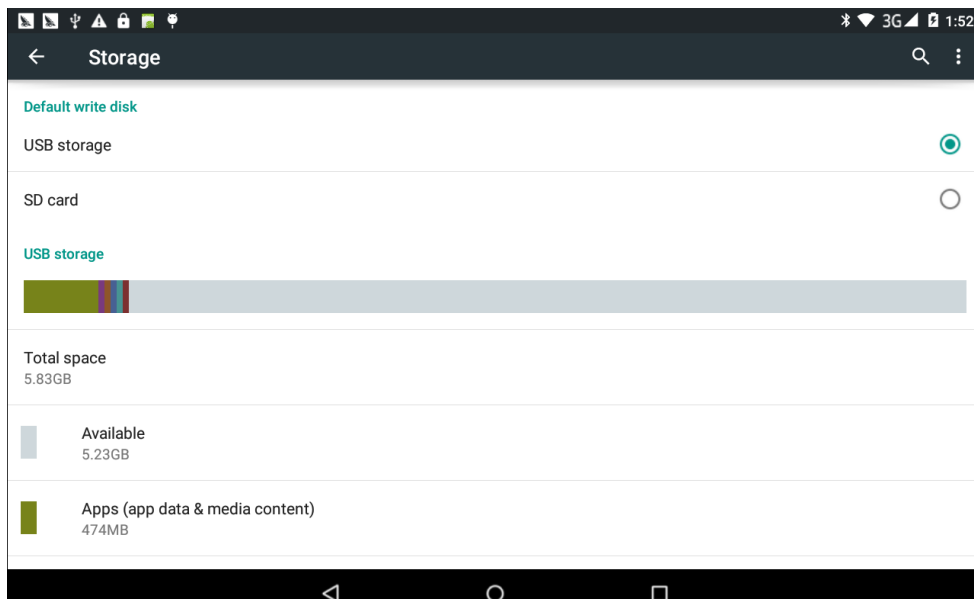 3G 1:52
Storage
Default write disk
USB storage
SD card
USB storage
Total space
5.83GB
Available
5.23GB
Apps (app data & media content)
474MB